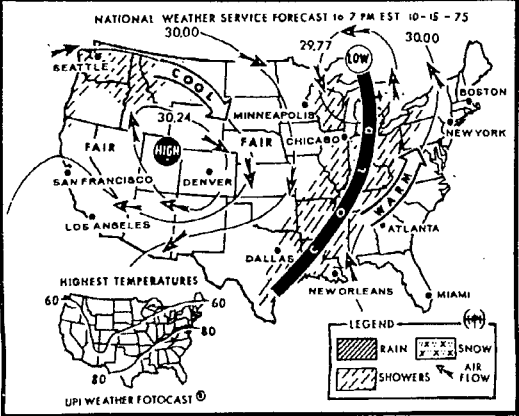 NATIONAL WEATHER SERVICE FORECAST to 7 PM EST 10-15-75
30.00
29.77
30.00
LOW
SEATTLE
COOL
BOSTON
MINNEAPOLIS
30.24
NEW YORK
FAIR
HIGH
FAIR
CHICAGO
COLD
SAN FRANCISCO
DENVER
WARM
LOS ANGELES
ATLANTA
DALLAS
NEW ORLEANS
MIAMI
HIGHEST TEMPERATURES
60
60
80
80
UPI WEATHER FOTOCAST ®
LEGEND
RAIN
SNOW
SHOWERS
AIR FLOW